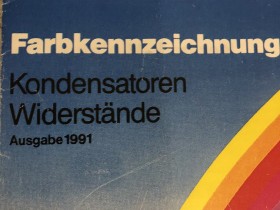 Farbkennzeichnung
Kondensatoren
Widerstände
Ausgabe 1991